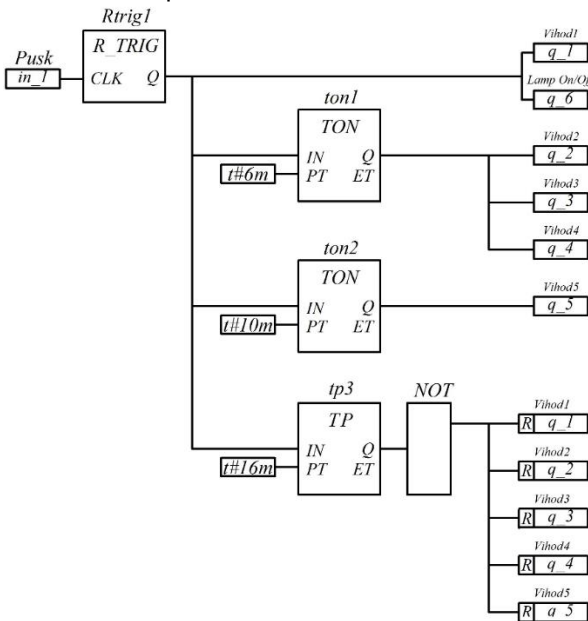 Rtrig1
R_TRIG
Pusk
in_1
CLK Q
Vihod1
q_1
Lamp On/Of
q_6
ton1
TON
IN Q
PT ET
t#6m
Vihod2
q_2
Vihod3
q_3
Vihod4
q_4
ton2
TON
IN Q
PT ET
t#10m
Vihod5
q_5
tp3
TP
IN Q
PT ET
t#16m
NOT
Vihod1
R q_1
Vihod2
R q_2
Vihod3
R q_3
Vihod4
R q_4
Vihod5
R q_5